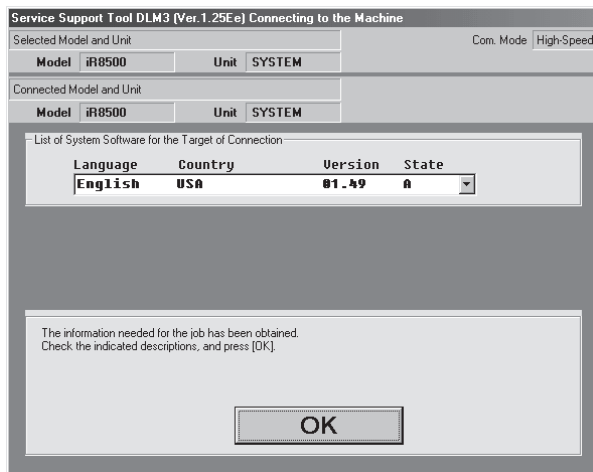 Service Support Tool DLM3 (Ver.1.25Ee) Connecting to the Machine
Selected Model and Unit
Com. Mode High-Speed
Model iR8500 Unit SYSTEM
Connected Model and Unit
Model iR8500 Unit SYSTEM
List of System Software for the Target of Connection
Language Country Version State
English USA 01.49 A
The information needed for the job has been obtained.
Check the indicated descriptions, and press [OK].
OK